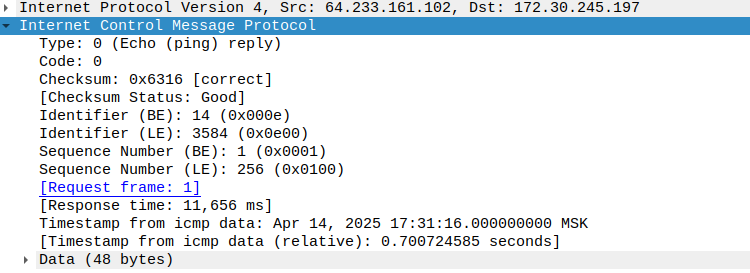 Internet Protocol Version 4, Src: 64.233.161.102, Dst: 172.30.245.197
Internet Control Message Protocol
Type: 0 (Echo (ping) reply)
Code: 0
Checksum: 0x6316 [correct]
[Checksum Status: Good]
Identifier (BE): 14 (0x000e)
Identifier (LE): 3584 (0x0e00)
Sequence Number (BE): 1 (0x0001)
Sequence Number (LE): 256 (0x0100)
[Request frame: 1]
[Response time: 11,656 ms]
Timestamp from icmp data: Apr 14, 2025 17:31:16.000000000 MSK
[Timestamp from icmp data (relative): 0.700724585 seconds]
Data (48 bytes)